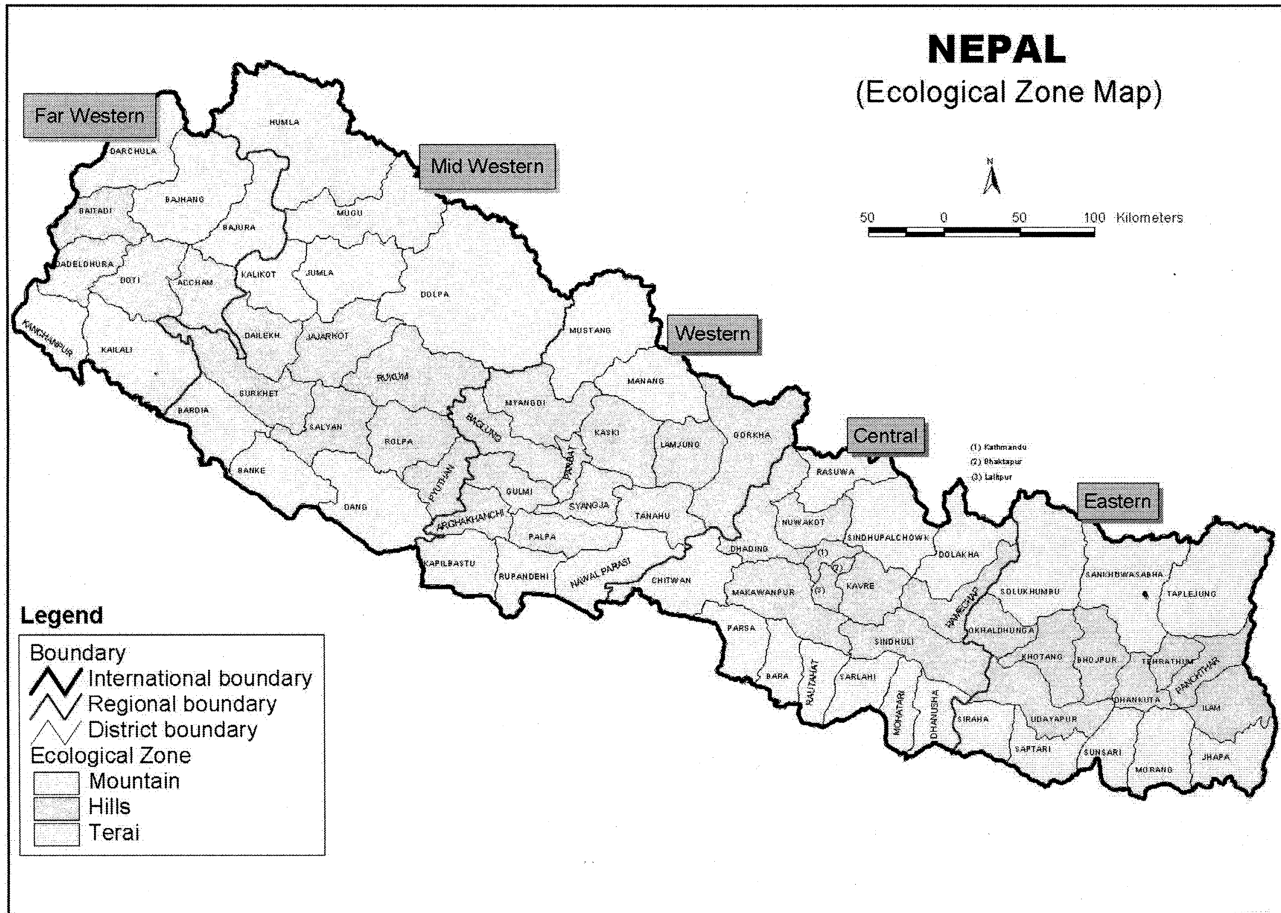 NEPAL
(Ecological Zone Map)
N
50 0 50 100 Kilometers
Far Western
Mid Western
Western
Central
Eastern
(1) Kathmandu
(2) Bhaktapur
(3) Lalitpur
HUMLA
DARCHULA
BAJHANG
BAITADI
BAJURA
MUGU
DADELDHURA
DOTI
ACCHAM
KALIKOT
JUMLA
DOLPA
KANCHANPUR
KAILALI
DAILEKH
JAJARKOT
MUSTANG
RUKUM
MANANG
SURKHET
BARDIA
SALYAN
ROLPA
MYANGDI
BAGLUNG
KASKI
PARBAT
LAMJUNG
GORKHA
BANKE
DANG
PYUTHAN
GULMI
SYANGJA
TANAHU
ARGHAKHANCHI
PALPA
KAPILBASTU
RUPANDEHI
NAWAL PARASI
CHITWAN
RASUWA
NUWAKOT
SINDHUPALCHOWK
DHADING
DOLAKHA
(1)
(2)
(3)
KAVRE
MAKAWANPUR
RAMECHAP
SINDHULI
PARSA
BARA
RAUTAHAT
SARLAHI
MOHATARI
DHANUSHA
SOLUKHUMBU
SANKHUWASABHA
TAPLEJUNG
OKHALDHUNGA
KHOTANG
BHOJPUR
TEHRATHUM
PANCHTHAR
DHANKUTA
ILAM
UDAYAPUR
SIRAHA
SAPTARI
SUNSARI
MORANG
JHAPA
Legend
Boundary
International boundary
Regional boundary
District boundary
Ecological Zone
Mountain
Hills
Terai